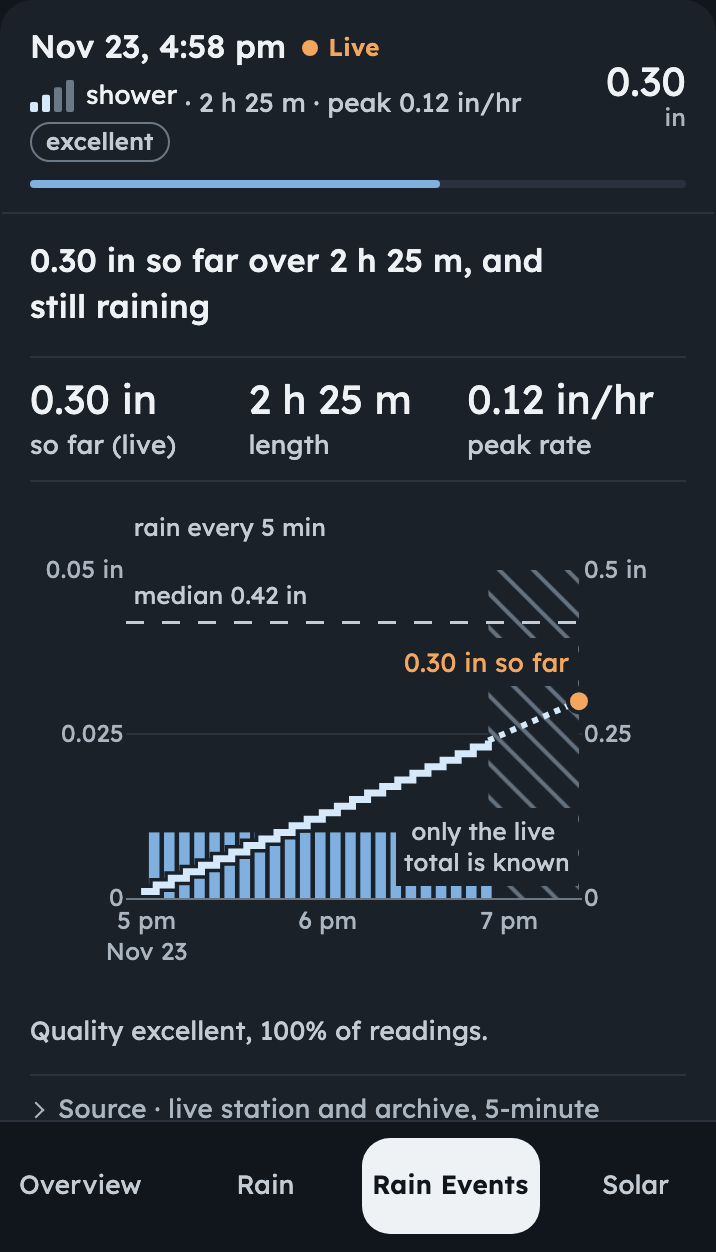 Nov 23, 4:58 pm Live
shower · 2 h 25 m · peak 0.12 in/hr
0.30
in
excellent
0.30 in so far over 2 h 25 m, and
still raining
0.30 in 2 h 25 m 0.12 in/hr
so far (live) length peak rate
rain every 5 min
0.05 in 0.5 in
median 0.42 in
0.30 in so far
0.025 0.25
only the live
total is known
0 0
5 pm 6 pm 7 pm
Nov 23
Quality excellent, 100% of readings.
> Source · live station and archive, 5-minute
Overview Rain Rain Events Solar